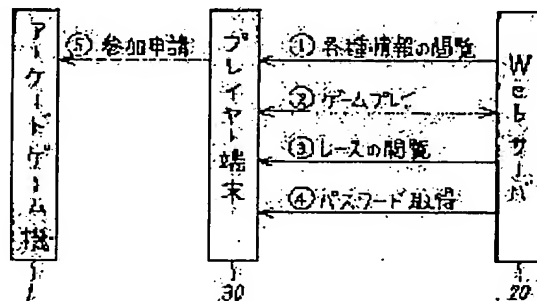 アーケードゲーム機
⑤ 参加申請
プレイヤー端末
① 各種情報の閲覧
② ゲームプレイ
③ レースの閲覧
④ パスワード取得
Webサーバ
1
30
20